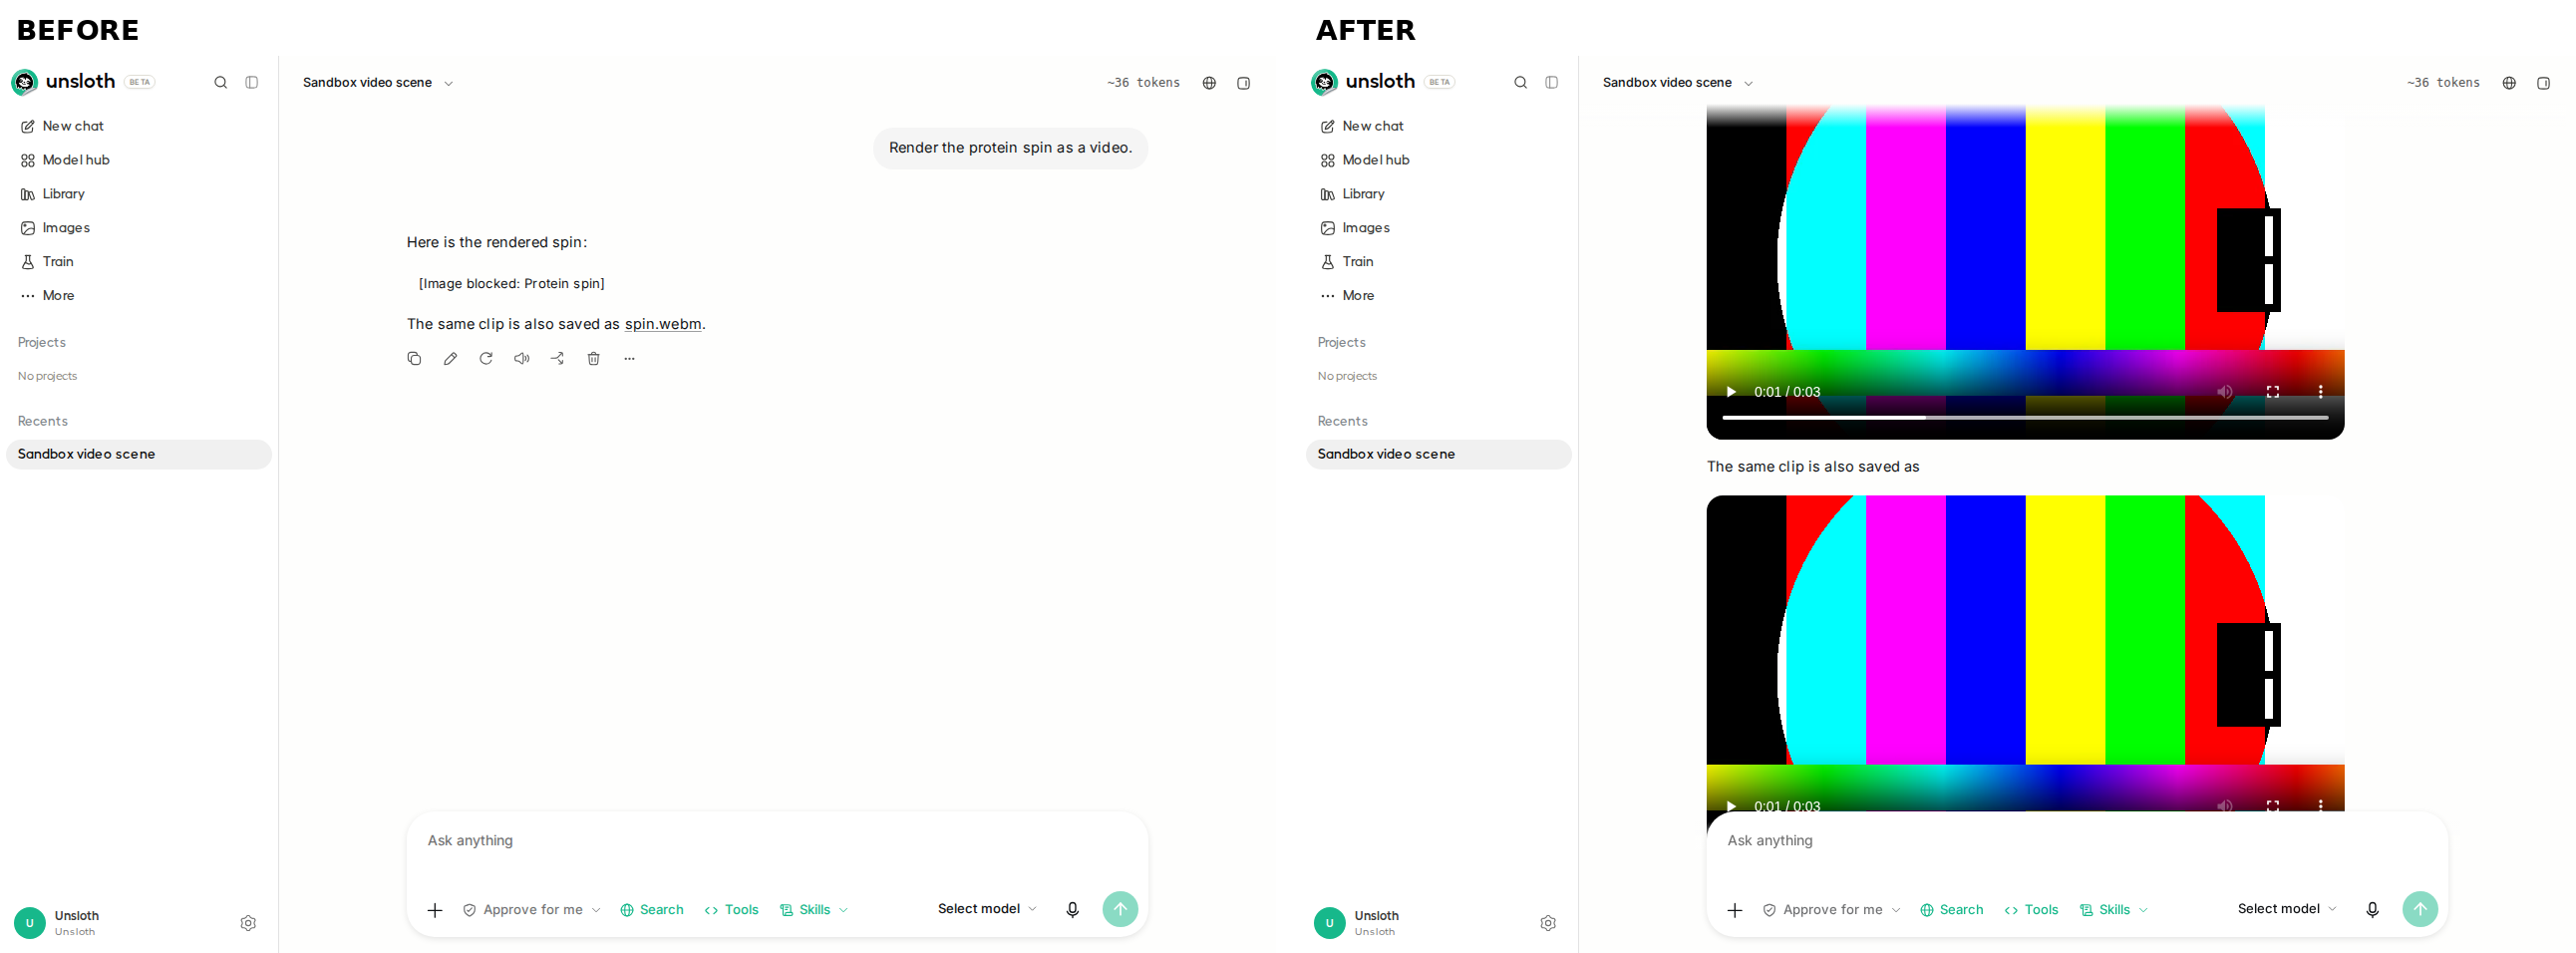 BEFORE
unsloth BETA
Sandbox video scene
~36 tokens
New chat
Model hub
Library
Images
Train
More
Projects
No projects
Recents
Sandbox video scene
Render the protein spin as a video.
Here is the rendered spin:
[Image blocked: Protein spin]
The same clip is also saved as spin.webm.
Ask anything
Approve for me Search Tools Skills Select model
U
Unsloth
Unsloth
AFTER
unsloth BETA
Sandbox video scene
~36 tokens
New chat
Model hub
Library
Images
Train
More
Projects
No projects
Recents
Sandbox video scene
0:01 / 0:03
The same clip is also saved as
0:01 / 0:03
Ask anything
Approve for me Search Tools Skills Select model
U
Unsloth
Unsloth